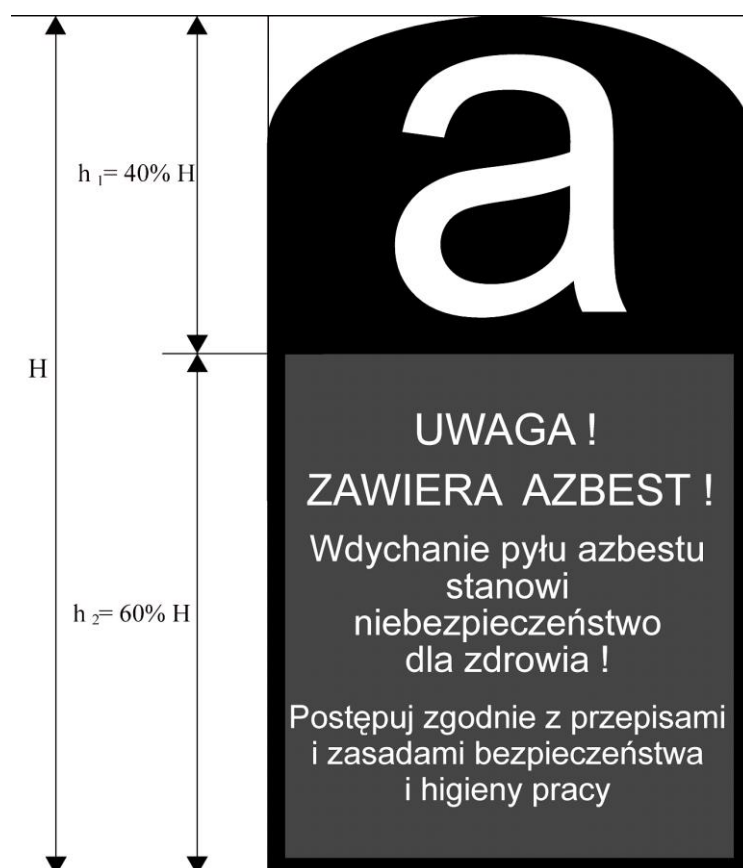 a
h 1= 40% H
H
h 2= 60% H
UWAGA !
ZAWIERA AZBEST !
Wdychanie pyłu azbestu
stanowi
niebezpieczeństwo
dla zdrowia !
Postępuj zgodnie z przepisami
i zasadami bezpieczeństwa
i higieny pracy